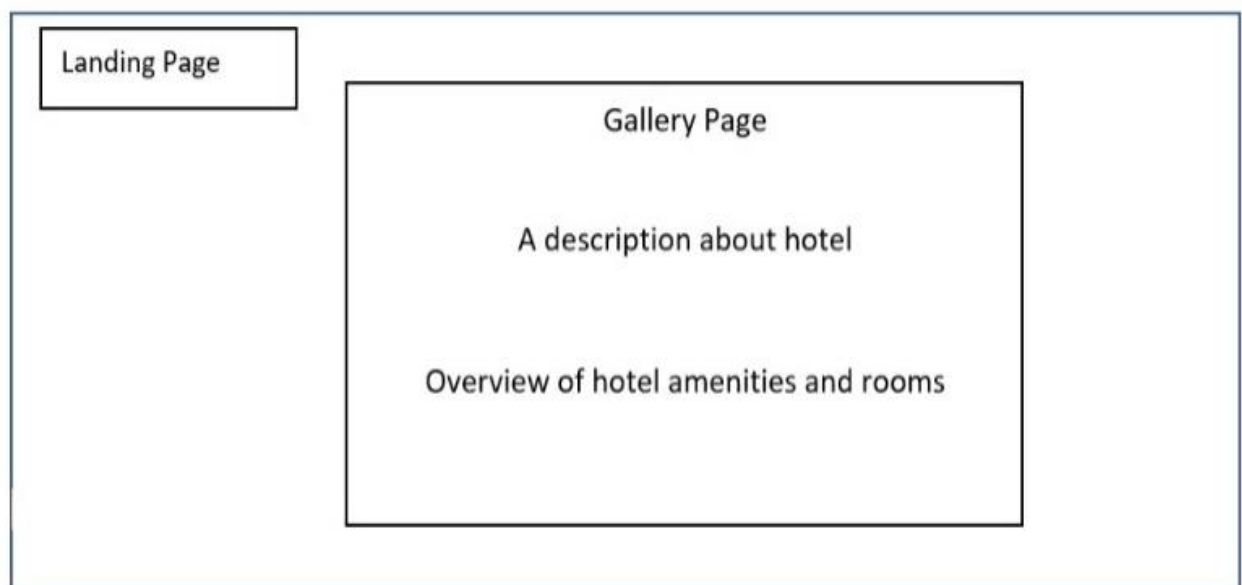 Landing Page
Gallery Page
A description about hotel
Overview of hotel amenities and rooms